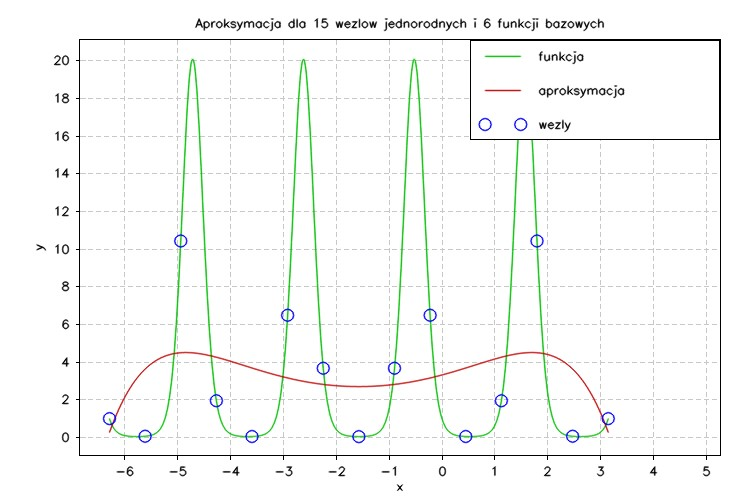 Aproksymacja dla 15 wezlow jednorodnych i 6 funkcji bazowych
funkcja
aproksymacja
wezly
20
18
16
14
12
10
8
6
4
2
0
y
-6 -5 -4 -3 -2 -1 0 1 2 3 4 5
x